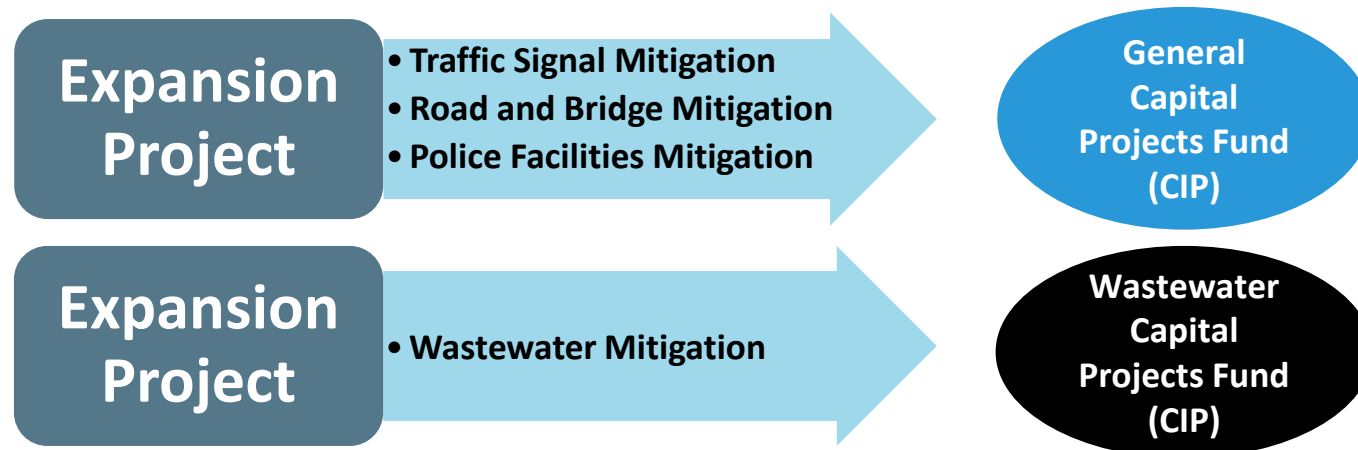 Expansion
Project
• Traffic Signal Mitigation
• Road and Bridge Mitigation
• Police Facilities Mitigation
General
Capital
Projects Fund
(CIP)
Expansion
Project
• Wastewater Mitigation
Wastewater
Capital
Projects Fund
(CIP)